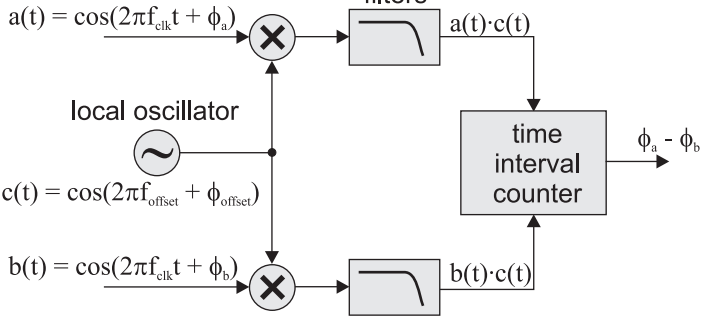 filters
a(t) = cos(2πf_clk t + ϕ_a)
a(t)·c(t)
local oscillator
time
interval
counter
ϕ_a - ϕ_b
c(t) = cos(2πf_offset + ϕ_offset)
b(t) = cos(2πf_clk t + ϕ_b)
b(t)·c(t)